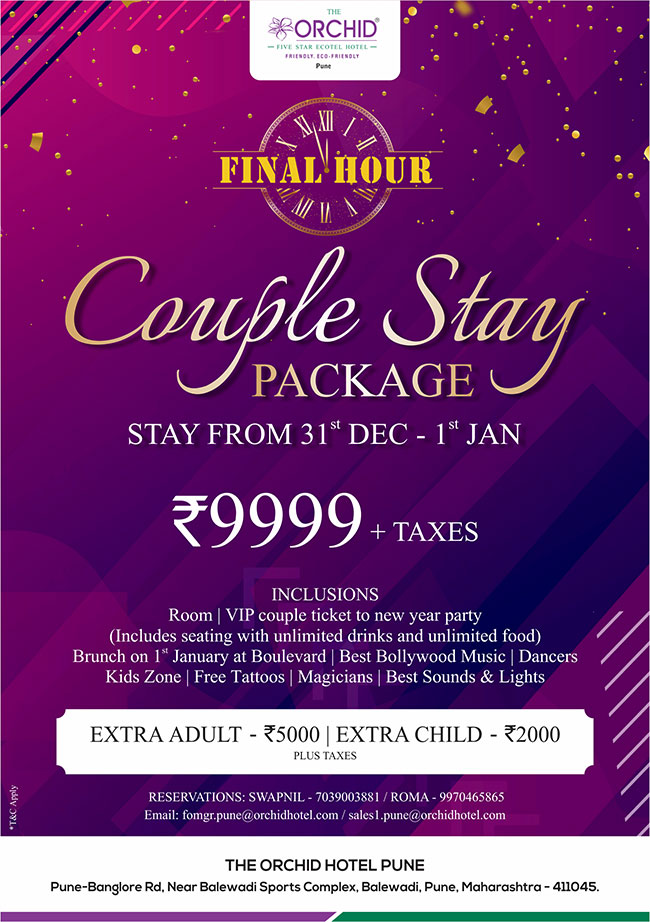 THE
ORCHID®
FIVE STAR ECOTEL HOTEL
FRIENDLY. ECO-FRIENDLY
Pune
XI XII I
FINAL HOUR
Couple Stay
PACKAGE
STAY FROM 31st DEC - 1st JAN
₹9999 + TAXES
INCLUSIONS
Room | VIP couple ticket to new year party
(Includes seating with unlimited drinks and unlimited food)
Brunch on 1st January at Boulevard | Best Bollywood Music | Dancers
Kids Zone | Free Tattoos | Magicians | Best Sounds & Lights
EXTRA ADULT - ₹5000 | EXTRA CHILD - ₹2000
PLUS TAXES
RESERVATIONS: SWAPNIL - 7039003881 / ROMA - 9970465865
Email: fomgr.pune@orchidhotel.com / sales1.pune@orchidhotel.com
*T&C Apply
THE ORCHID HOTEL PUNE
Pune-Banglore Rd, Near Balewadi Sports Complex, Balewadi, Pune, Maharashtra - 411045.